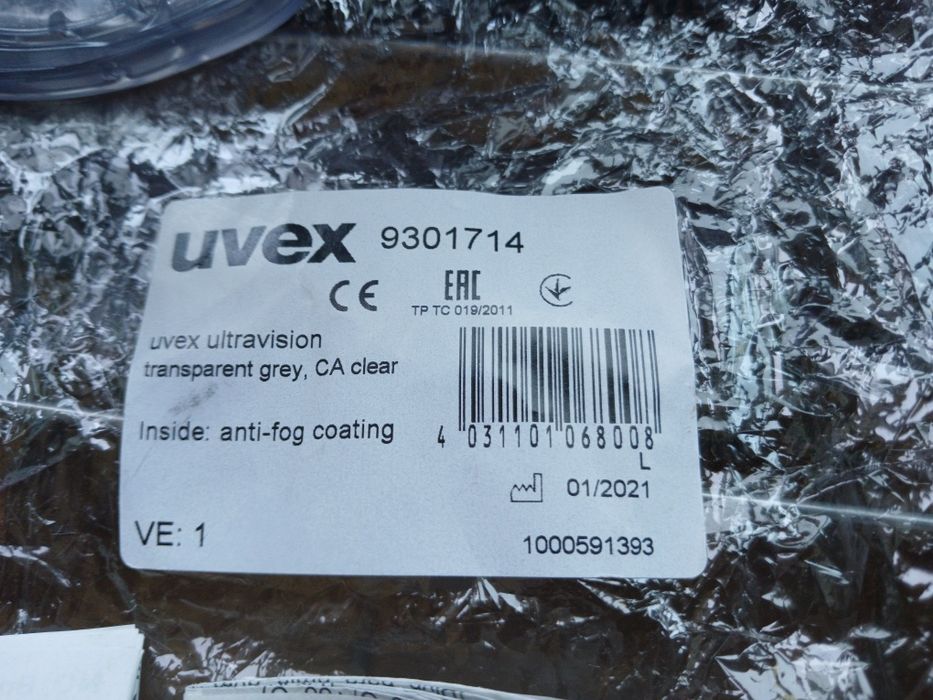 uvex 9301714
CE EAC
TP TC 019/2011
uvex ultravision
transparent grey, CA clear
Inside: anti-fog coating
4 031101 068008
L
01/2021
VE: 1
1000591393